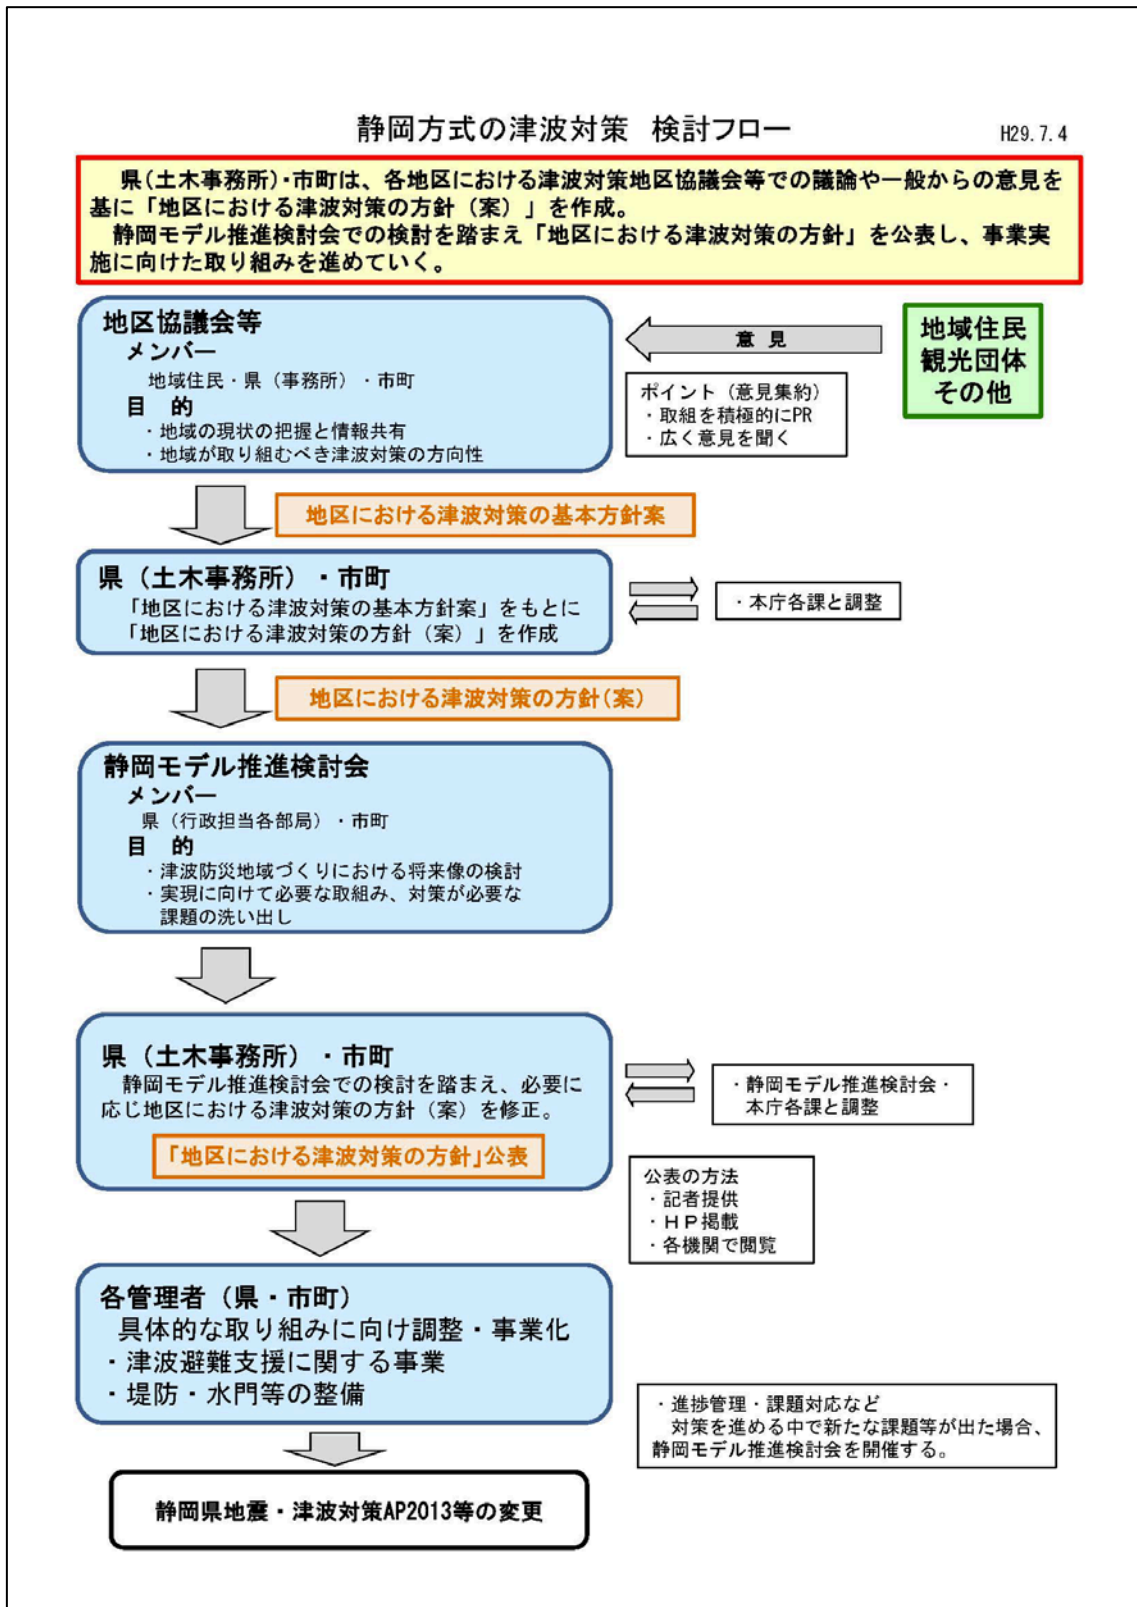 静岡方式の津波対策 検討フロー
H29.7.4
県(土木事務所)・市町は、各地区における津波対策地区協議会等での議論や一般からの意見を
基に「地区における津波対策の方針（案）」を作成。
静岡モデル推進検討会での検討を踏まえ「地区における津波対策の方針」を公表し、事業実
施に向けた取り組みを進めていく。
地区協議会等
メンバー
地域住民・県（事務所）・市町
目 的
・地域の現状の把握と情報共有
・地域が取り組むべき津波対策の方向性
意 見
地域住民
観光団体
その他
ポイント（意見集約）
・取組を積極的にPR
・広く意見を聞く
地区における津波対策の基本方針案
県（土木事務所）・市町
「地区における津波対策の基本方針案」をもとに
「地区における津波対策の方針（案）」を作成
・本庁各課と調整
地区における津波対策の方針(案)
静岡モデル推進検討会
メンバー
県（行政担当各部局）・市町
目 的
・津波防災地域づくりにおける将来像の検討
・実現に向けて必要な取組み、対策が必要な
課題の洗い出し
県（土木事務所）・市町
静岡モデル推進検討会での検討を踏まえ、必要に
応じ地区における津波対策の方針（案）を修正。
「地区における津波対策の方針」公表
・静岡モデル推進検討会・
本庁各課と調整
公表の方法
・記者提供
・ＨＰ掲載
・各機関で閲覧
各管理者（県・市町）
具体的な取り組みに向け調整・事業化
・津波避難支援に関する事業
・堤防・水門等の整備
・進捗管理・課題対応など
対策を進める中で新たな課題等が出た場合、
静岡モデル推進検討会を開催する。
静岡県地震・津波対策AP2013等の変更